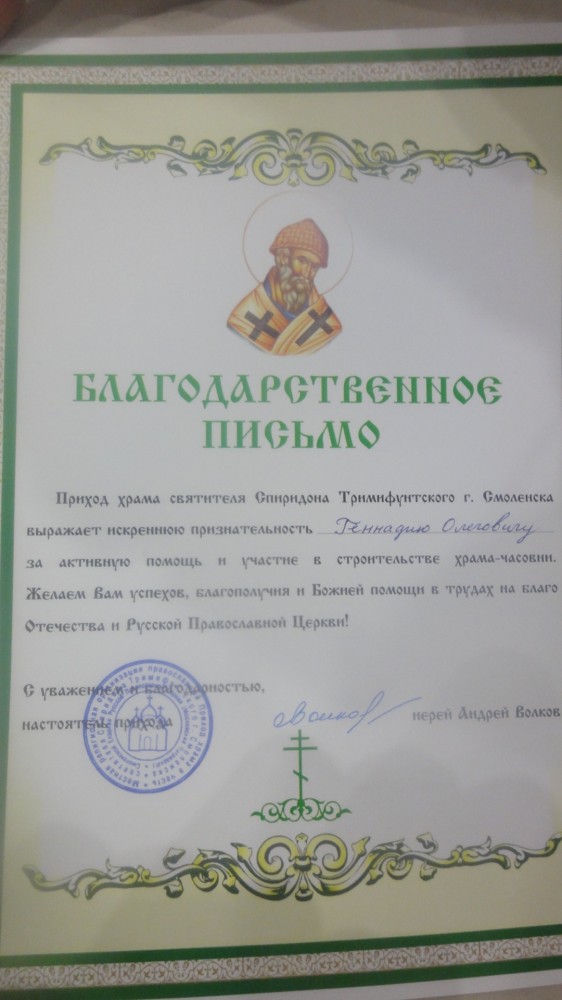 БЛАГОДАРСТВЕННОЕ
ПИСЬМО
Приход храма святителя Спиридона Тримифунтского г. Смоленска
выражает искреннюю признательность Геннадию Олеговичу
за активную помощь и участие в строительстве храма-часовни.
Желаем Вам успехов, благополучия и Божией помощи в трудах на благо
Отечества и Русской Православной Церкви!
С уважением и благодарностью,
настоятель прихода Волков иерей Андрей Волков